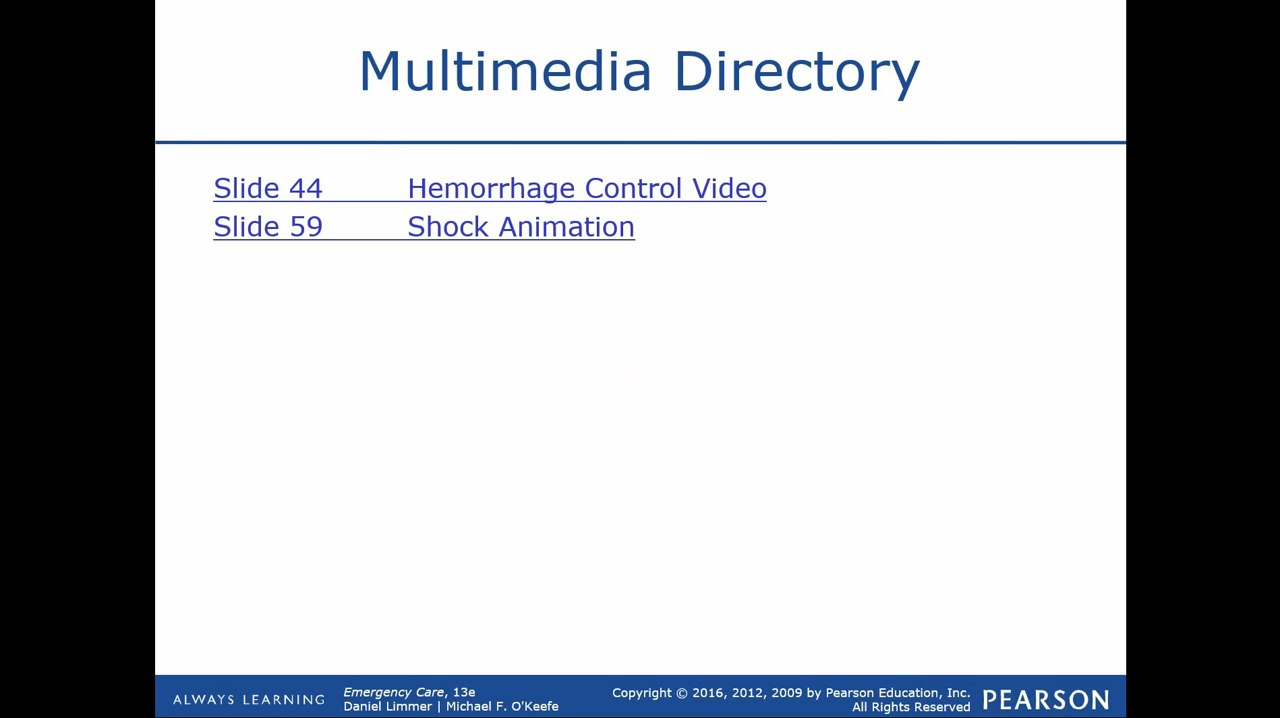 Multimedia Directory
Slide 44 Hemorrhage Control Video
Slide 59 Shock Animation
ALWAYS LEARNING
Emergency Care, 13e
Daniel Limmer | Michael F. O'Keefe
Copyright © 2016, 2012, 2009 by Pearson Education, Inc.
All Rights Reserved
PEARSON